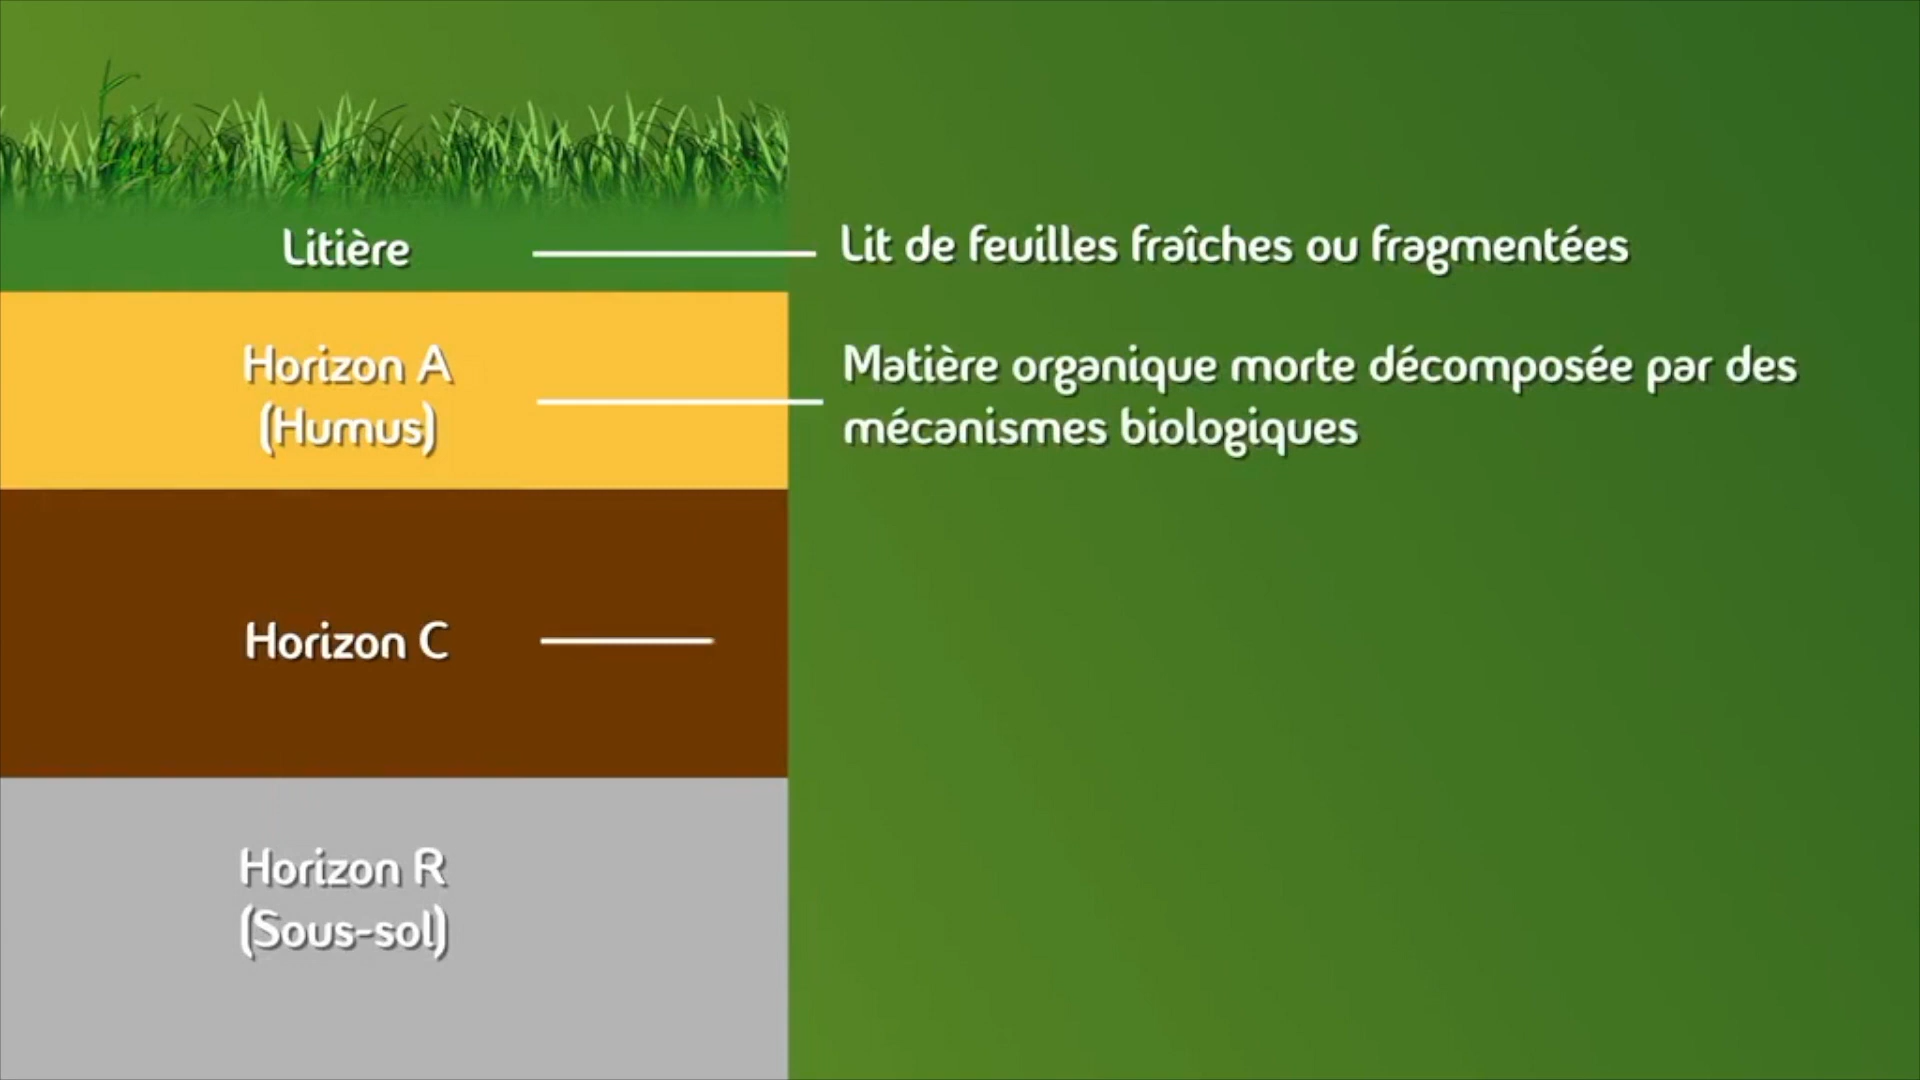 Litière
Lit de feuilles fraîches ou fragmentées
Horizon A
(Humus)
Matière organique morte décomposée par des
mécanismes biologiques
Horizon C
Horizon R
(Sous-sol)